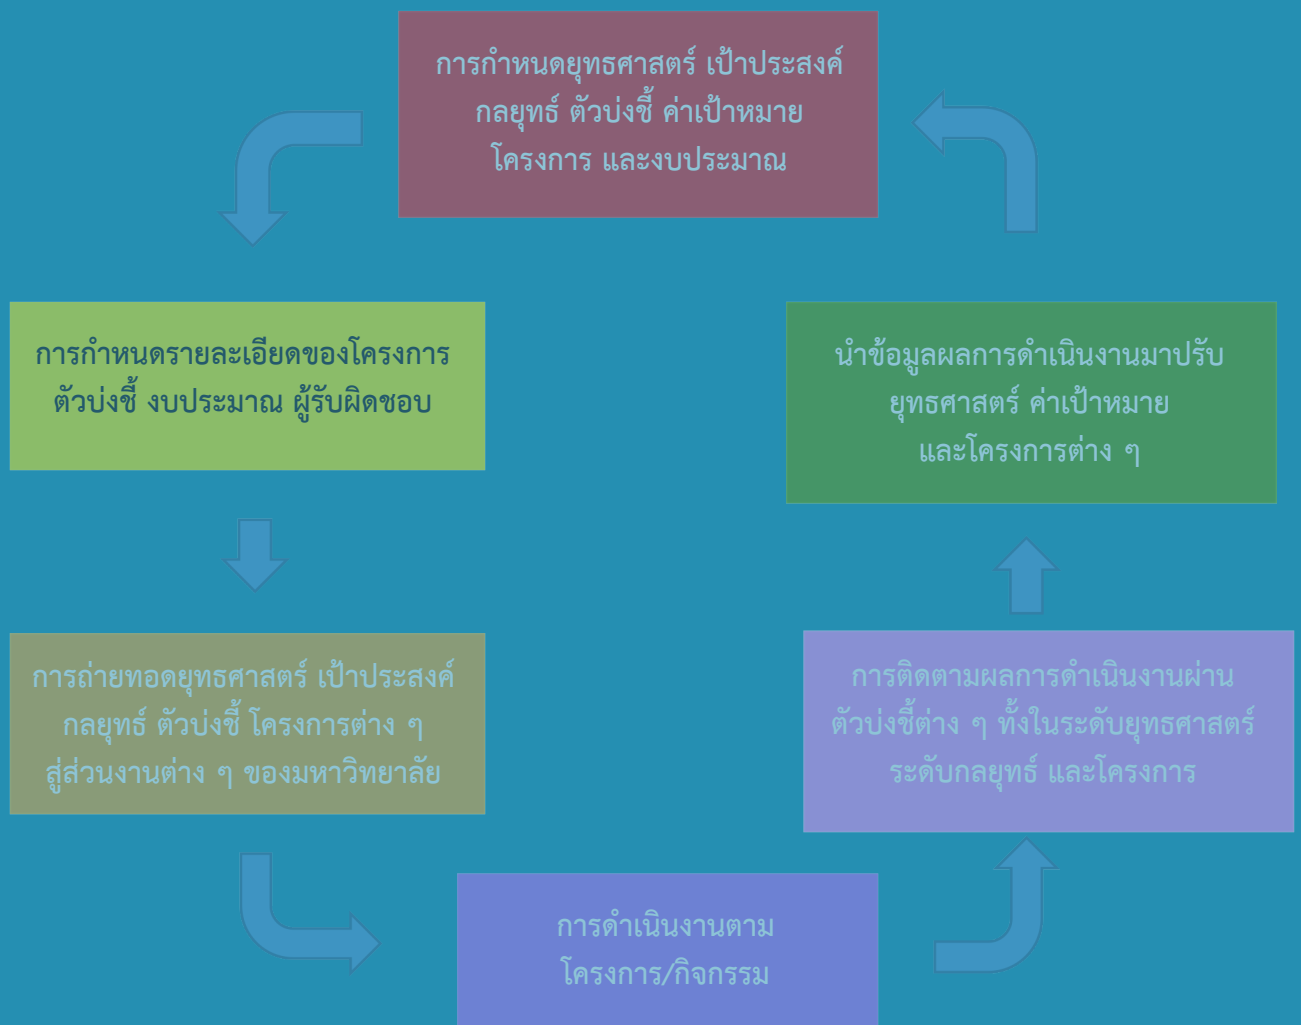 การกำหนดยุทธศาสตร์ เป้าประสงค์
กลยุทธ์ ตัวบ่งชี้ ค่าเป้าหมาย
โครงการ และงบประมาณ
การกำหนดรายละเอียดของโครงการ
ตัวบ่งชี้ งบประมาณ ผู้รับผิดชอบ
การถ่ายทอดยุทธศาสตร์ เป้าประสงค์
กลยุทธ์ ตัวบ่งชี้ โครงการต่าง ๆ
สู่ส่วนงานต่าง ๆ ของมหาวิทยาลัย
การดำเนินงานตาม
โครงการ/กิจกรรม
การติดตามผลการดำเนินงานผ่าน
ตัวบ่งชี้ต่าง ๆ ทั้งในระดับยุทธศาสตร์
ระดับกลยุทธ์ และโครงการ
นำข้อมูลผลการดำเนินงานมาปรับ
ยุทธศาสตร์ ค่าเป้าหมาย
และโครงการต่าง ๆ